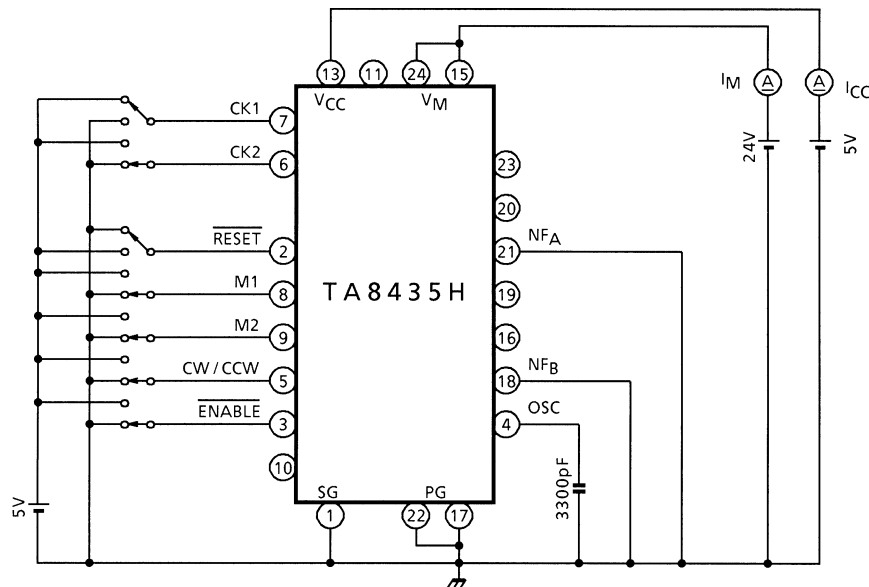 13 11 24 15
VCC VM
IM A A ICC
24V 5V
CK1 7
CK2 6
RESET 2
M1 8
M2 9
CW / CCW 5
ENABLE 3
10
TA8435H
23
20
NFA 21
19
16
NFB 18
OSC 4
3300pF
5V
SG PG
1 22 17